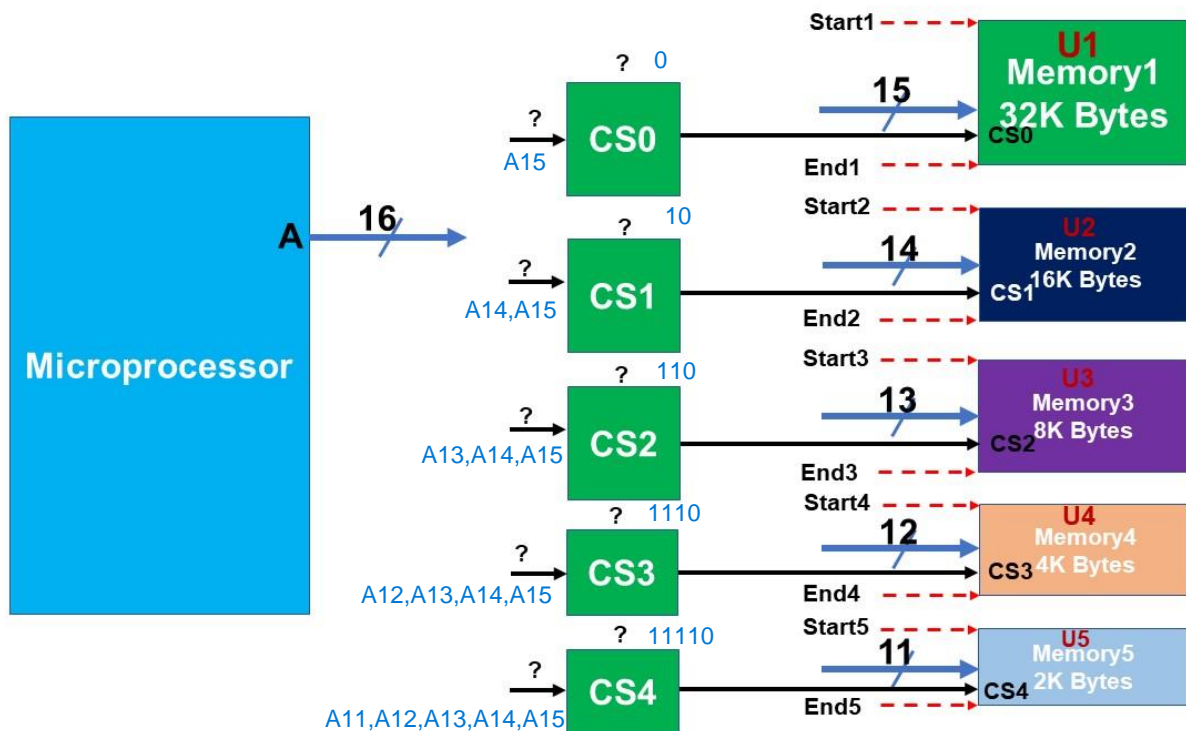 Microprocessor
A
16
? 0
?
A15
CS0
Start1
15
CS0
End1
U1
Memory1
32K Bytes
10
?
?
A14,A15
CS1
Start2
14
CS1
End2
U2
Memory2
16K Bytes
? 110
?
A13,A14,A15
CS2
Start3
13
CS2
End3
U3
Memory3
8K Bytes
? 1110
?
A12,A13,A14,A15
CS3
Start4
12
CS3
End4
U4
Memory4
4K Bytes
? 11110
?
A11,A12,A13,A14,A15
CS4
Start5
11
CS4
End5
U5
Memory5
2K Bytes